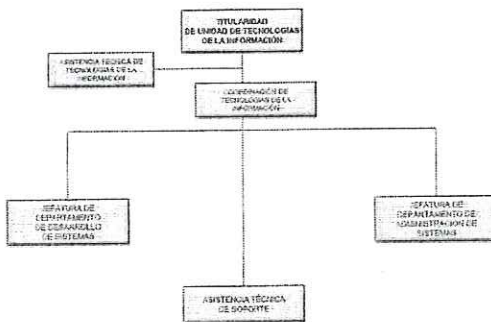 TITULARIDAD
DE UNIDAD DE TECNOLOGÍAS
DE LA INFORMACIÓN
ASISTENCIA TÉCNICA DE
TECNOLOGÍAS DE LA
INFORMACIÓN
COORDINACIÓN DE
TECNOLOGÍAS DE LA
INFORMACIÓN
JEFATURA DE
DEPARTAMENTO
DE DESARROLLO
DE SISTEMAS
JEFATURA DE
DEPARTAMENTO DE
ADMINISTRACIÓN DE
SISTEMAS
ASISTENCIA TÉCNICA
DE SOPORTE